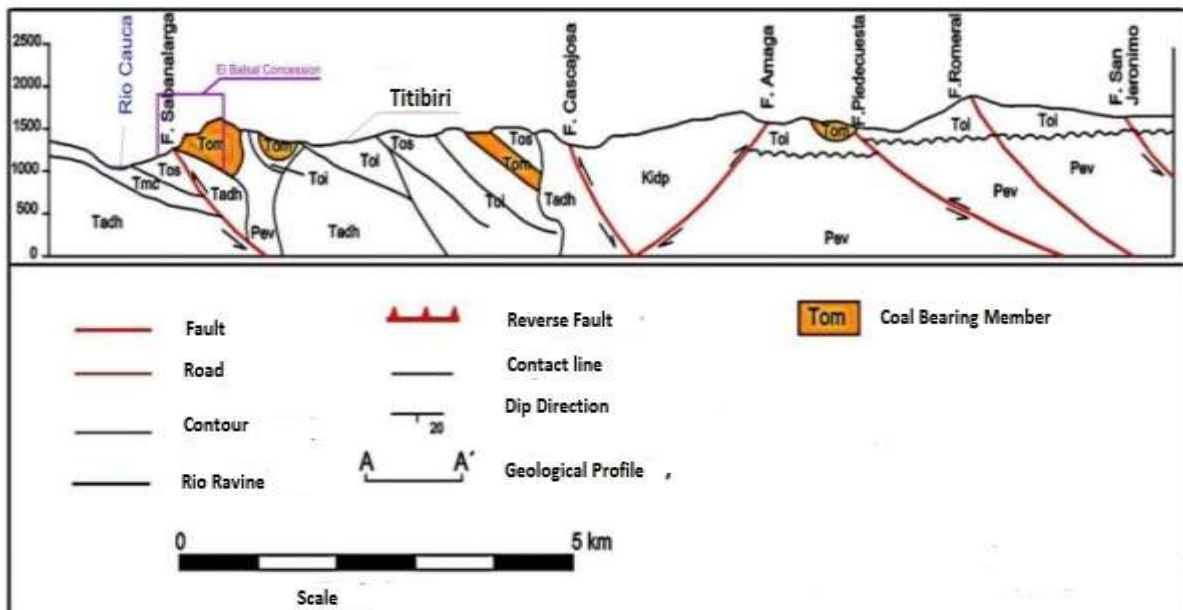 Rio Cauca
F. Sabanalarga
El Balsal Concession
Titibiri
F. Cascajosa
F. Amaga
F.Piedecuesta
F.Romeral
F. San Jeronimo
2500
2000
1500
1000
500
0
Tadh
Tmc
Tos
Tom
Tadh
Pev
Tom
Toi
Tadh
Tol
Tos
Tol
Tos
Tom
Tadh
Kidp
Tol
Tom
Pev
Tol
Pev
Tol
Pev
Fault
Road
Contour
Rio Ravine
Reverse Fault
Contact line
20
Dip Direction
A A´
Geological Profile ,
Tom Coal Bearing Member
0 5 km
Scale